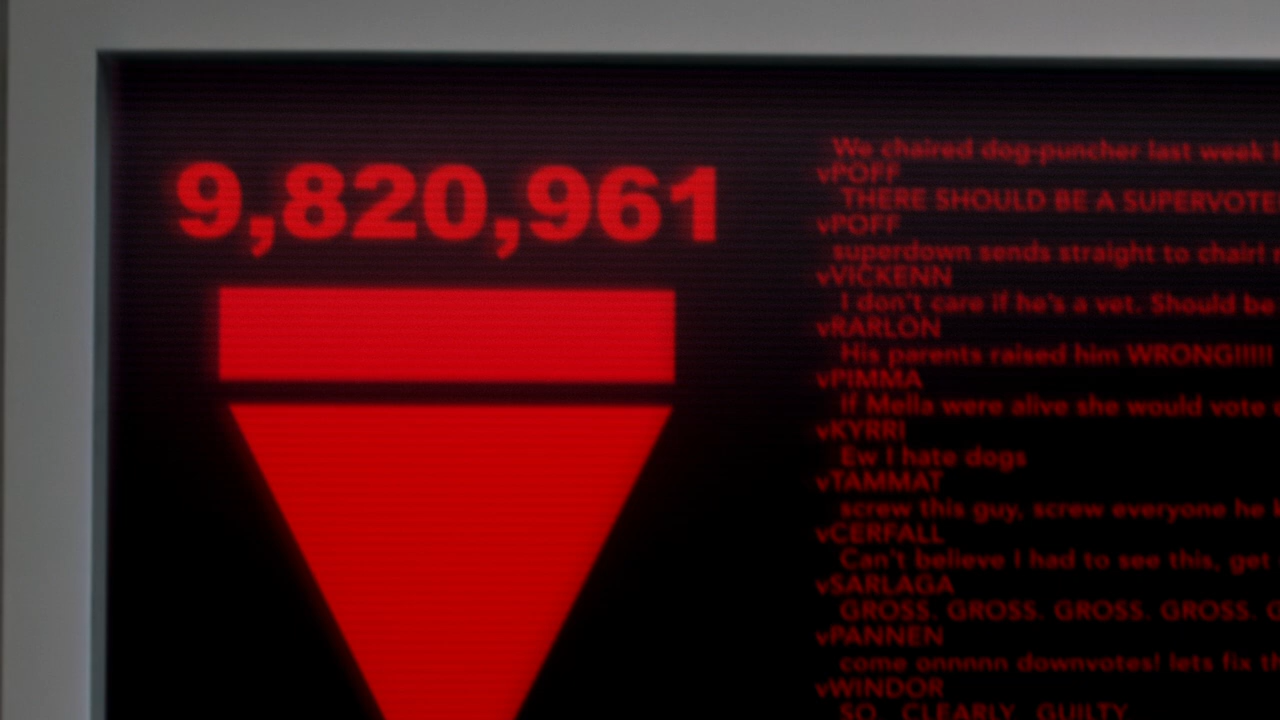 9,820,961
We chaired dog-puncher last week
vPOFF
THERE SHOULD BE A SUPERVOTE
vPOFF
superdown sends straight to chair!
vVICKENN
I don't care if he's a vet. Should be
vRARLON
His parents raised him WRONG!!!!!
vPIMMA
If Mella were alive she would vote
vKYRRI
Ew I hate dogs
vTAMMAT
screw this guy, screw everyone he
vCERFALL
Can't believe I had to see this, get
vSARLAGA
GROSS. GROSS. GROSS. GROSS.
vPANNEN
come onnnnn downvotes! lets fix
vWINDOR
SO CLEARLY GUILTY